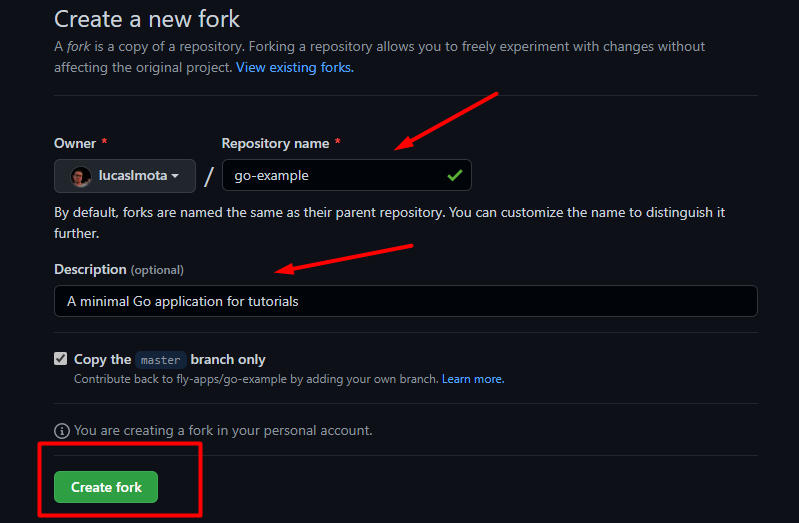 Create a new fork
A fork is a copy of a repository. Forking a repository allows you to freely experiment with changes without
affecting the original project. View existing forks.
Owner *
Repository name *
lucaslmota
/
go-example
By default, forks are named the same as their parent repository. You can customize the name to distinguish it
further.
Description (optional)
A minimal Go application for tutorials
Copy the master branch only
Contribute back to fly-apps/go-example by adding your own branch. Learn more.
You are creating a fork in your personal account.
Create fork